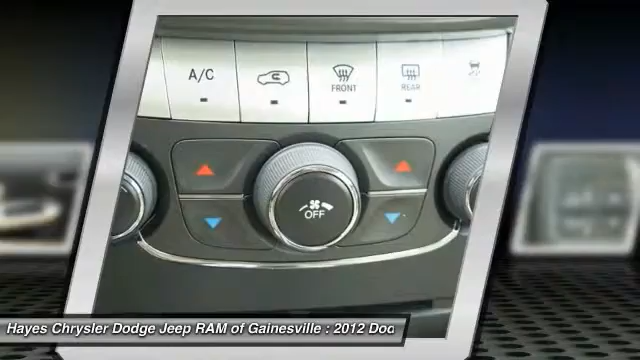 A/C
FRONT
REAR
OFF
Hayes Chrysler Dodge Jeep RAM of Gainesville : 2012 Doc